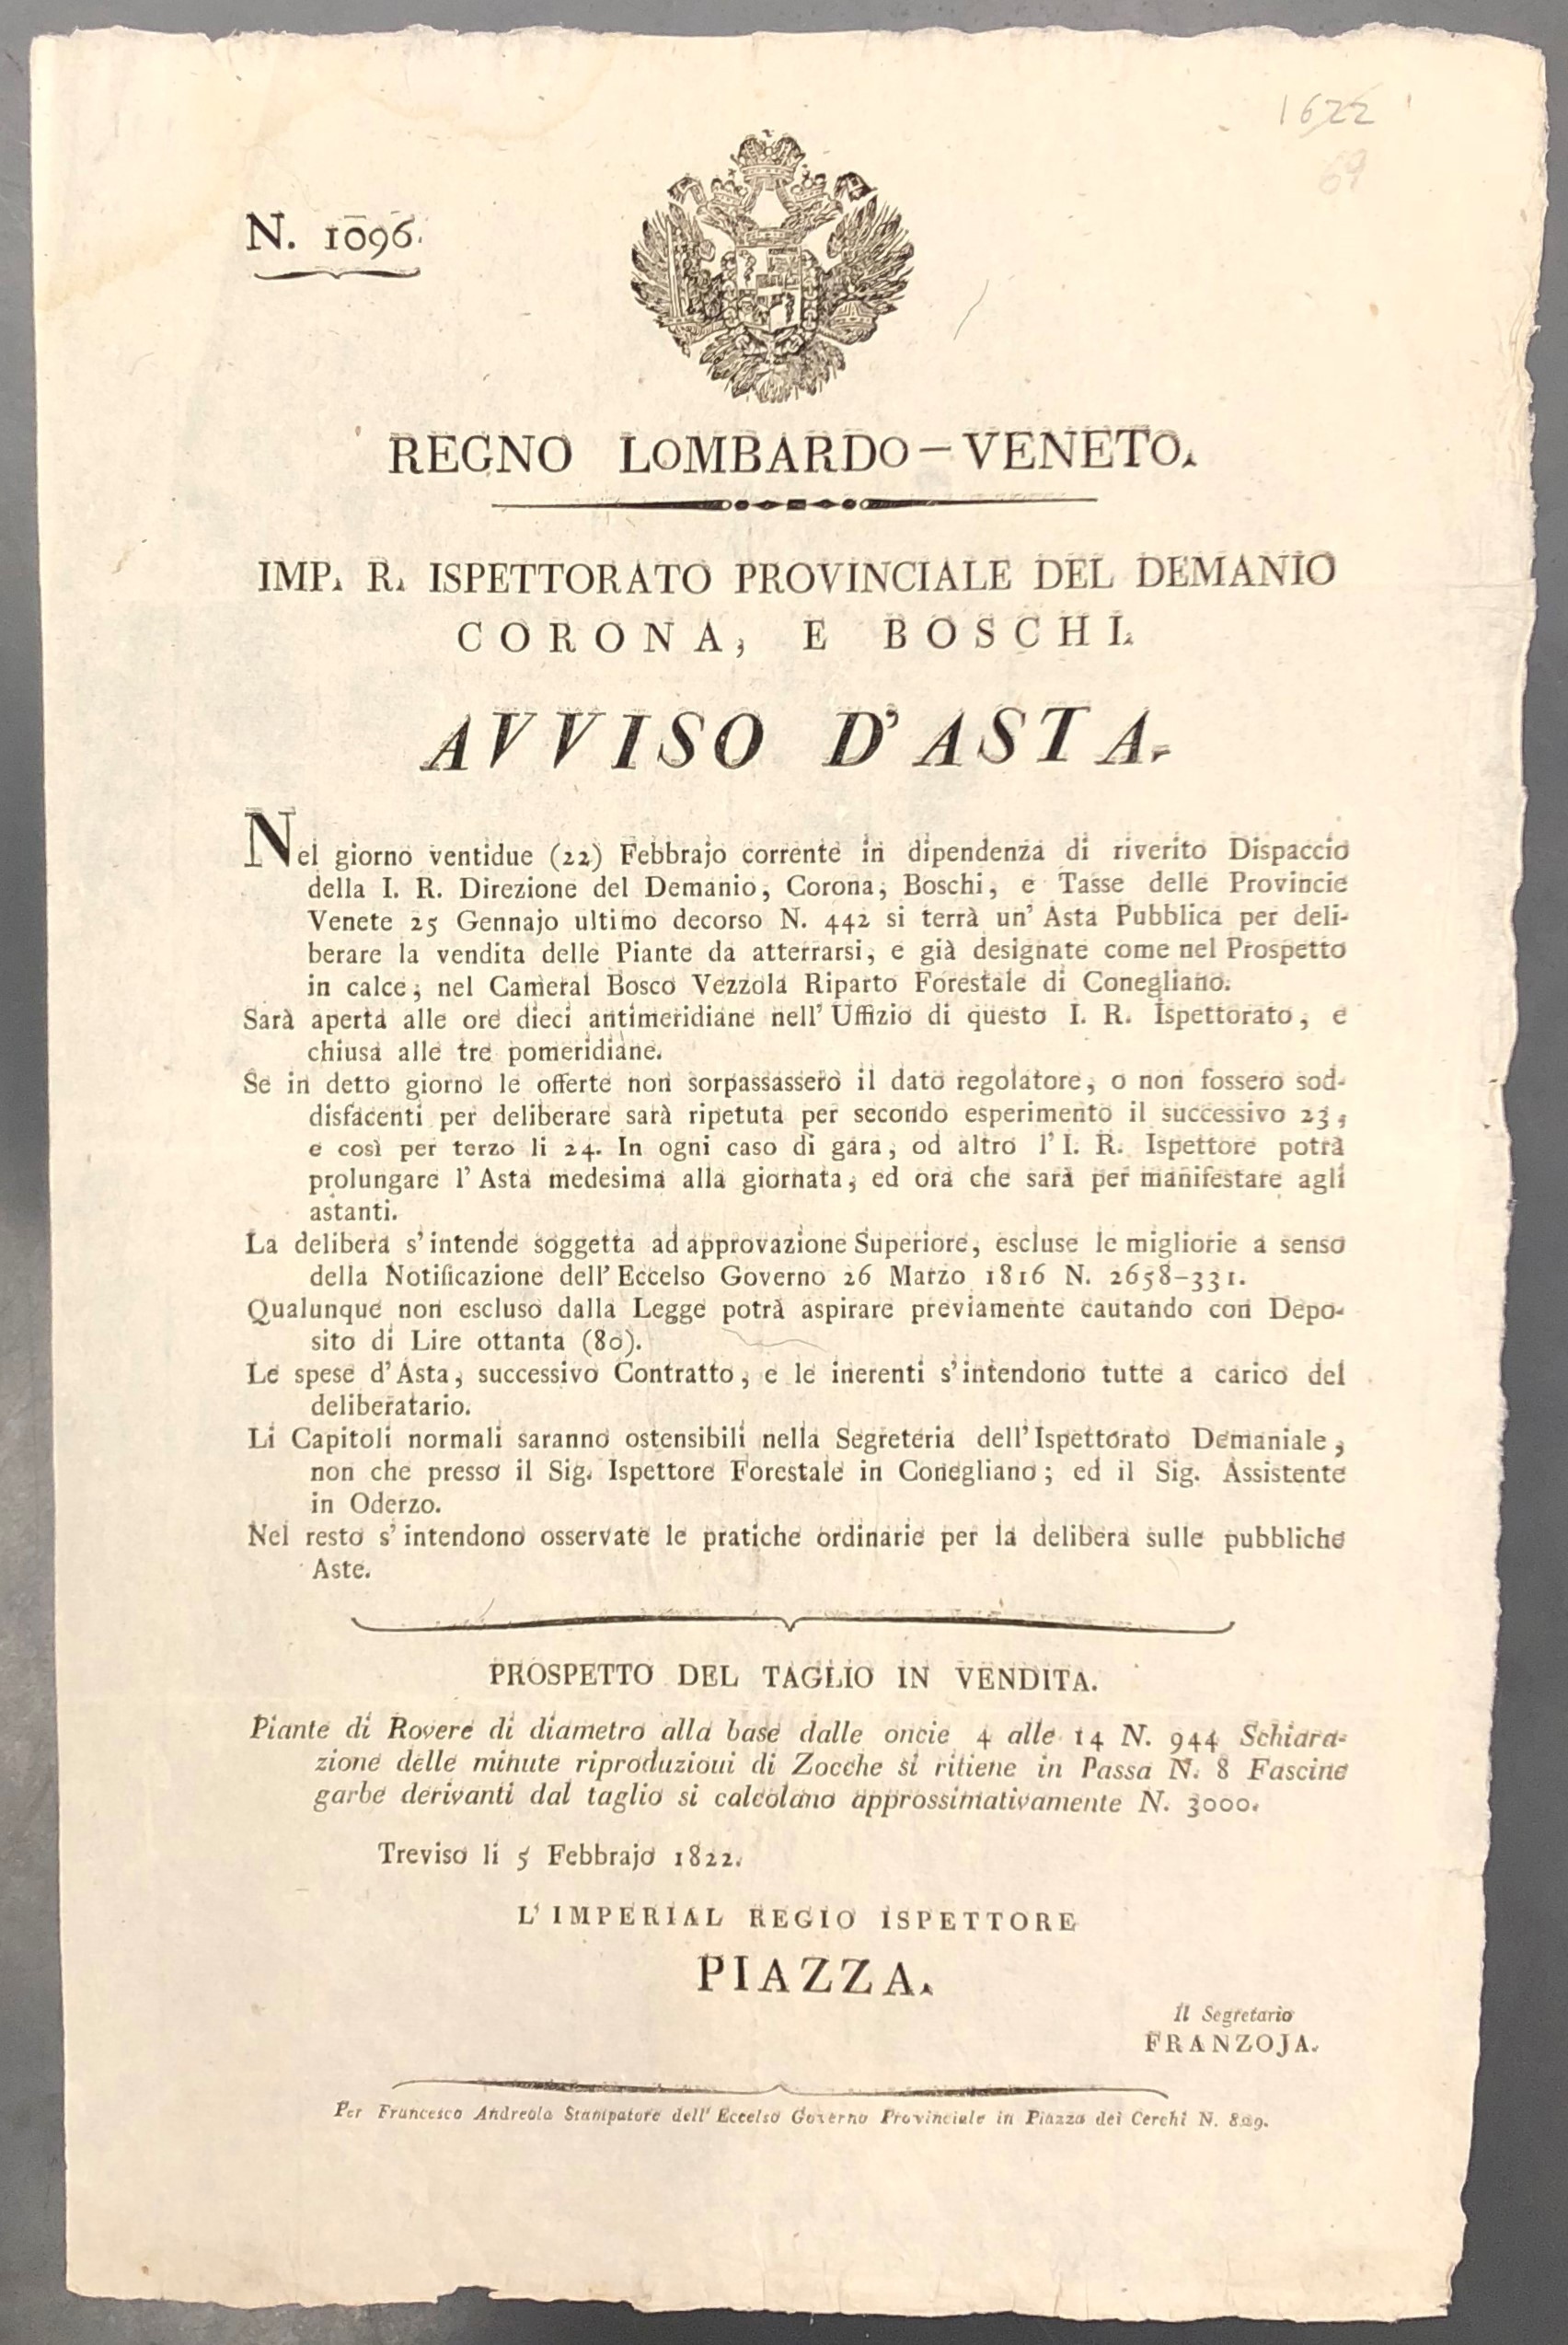 1622
69
N. 1096.
REGNO LOMBARDO-VENETO.
IMP. R. ISPETTORATO PROVINCIALE DEL DEMANIO
CORONA, E BOSCHI.
AVVISO D'ASTA.
Nel giorno ventidue (22) Febbrajo corrente in dipendenza di riverito Dispaccio
della I. R. Direzione del Demanio, Corona, Boschi, e Tasse delle Provincie
Venete 25 Gennajo ultimo decorso N. 442 si terrà un' Asta Pubblica per deli-
berare la vendita delle Piante da atterrarsi, e già designate come nel Prospetto
in calce, nel Cameral Bosco Vezzola Riparto Forestale di Conegliano.
Sarà aperta alle ore dieci antimeridiane nell' Uffizio di questo I. R. Ispettorato, e
chiusa alle tre pomeridiane.
Se in detto giorno le offerte non sorpassassero il dato regolatore, o non fossero sod-
disfacenti per deliberare sarà ripetuta per secondo esperimento il successivo 23,
e così per terzo li 24. In ogni caso di gara, od altro l' I. R. Ispettore potrà
prolungare l' Asta medesima alla giornata, ed ora che sarà per manifestare agli
astanti.
La delibera s' intende soggetta ad approvazione Superiore, escluse le migliorie a senso
della Notificazione dell' Eccelso Governo 26 Marzo 1816 N. 2658-331.
Qualunque non escluso dalla Legge potrà aspirare previamente cautando con Depo-
sito di Lire ottanta (80).
Le spese d' Asta, successivo Contratto, e le inerenti s' intendono tutte a carico del
deliberatario.
Li Capitoli normali saranno ostensibili nella Segreteria dell' Ispettorato Demaniale,
non che presso il Sig. Ispettore Forestale in Conegliano; ed il Sig. Assistente
in Oderzo.
Nel resto s' intendono osservate le pratiche ordinarie per la delibera sulle pubbliche
Aste.
PROSPETTO DEL TAGLIO IN VENDITA.
Piante di Rovere di diametro alla base dalle oncie 4 alle 14 N. 944 Schiara-
zione delle minute riproduzioui di Zocche si ritiene in Passa N. 8 Fascine
garbe derivanti dal taglio si calcolano approssimativamente N. 3000.
Treviso li 5 Febbrajo 1822.
L' IMPERIAL REGIO ISPETTORE
PIAZZA.
Il Segretario
FRANZOJA.
Per Francesco Andreola Stampatore dell' Eccelso Governo Provinciale in Piazza dei Cerchi N. 829.